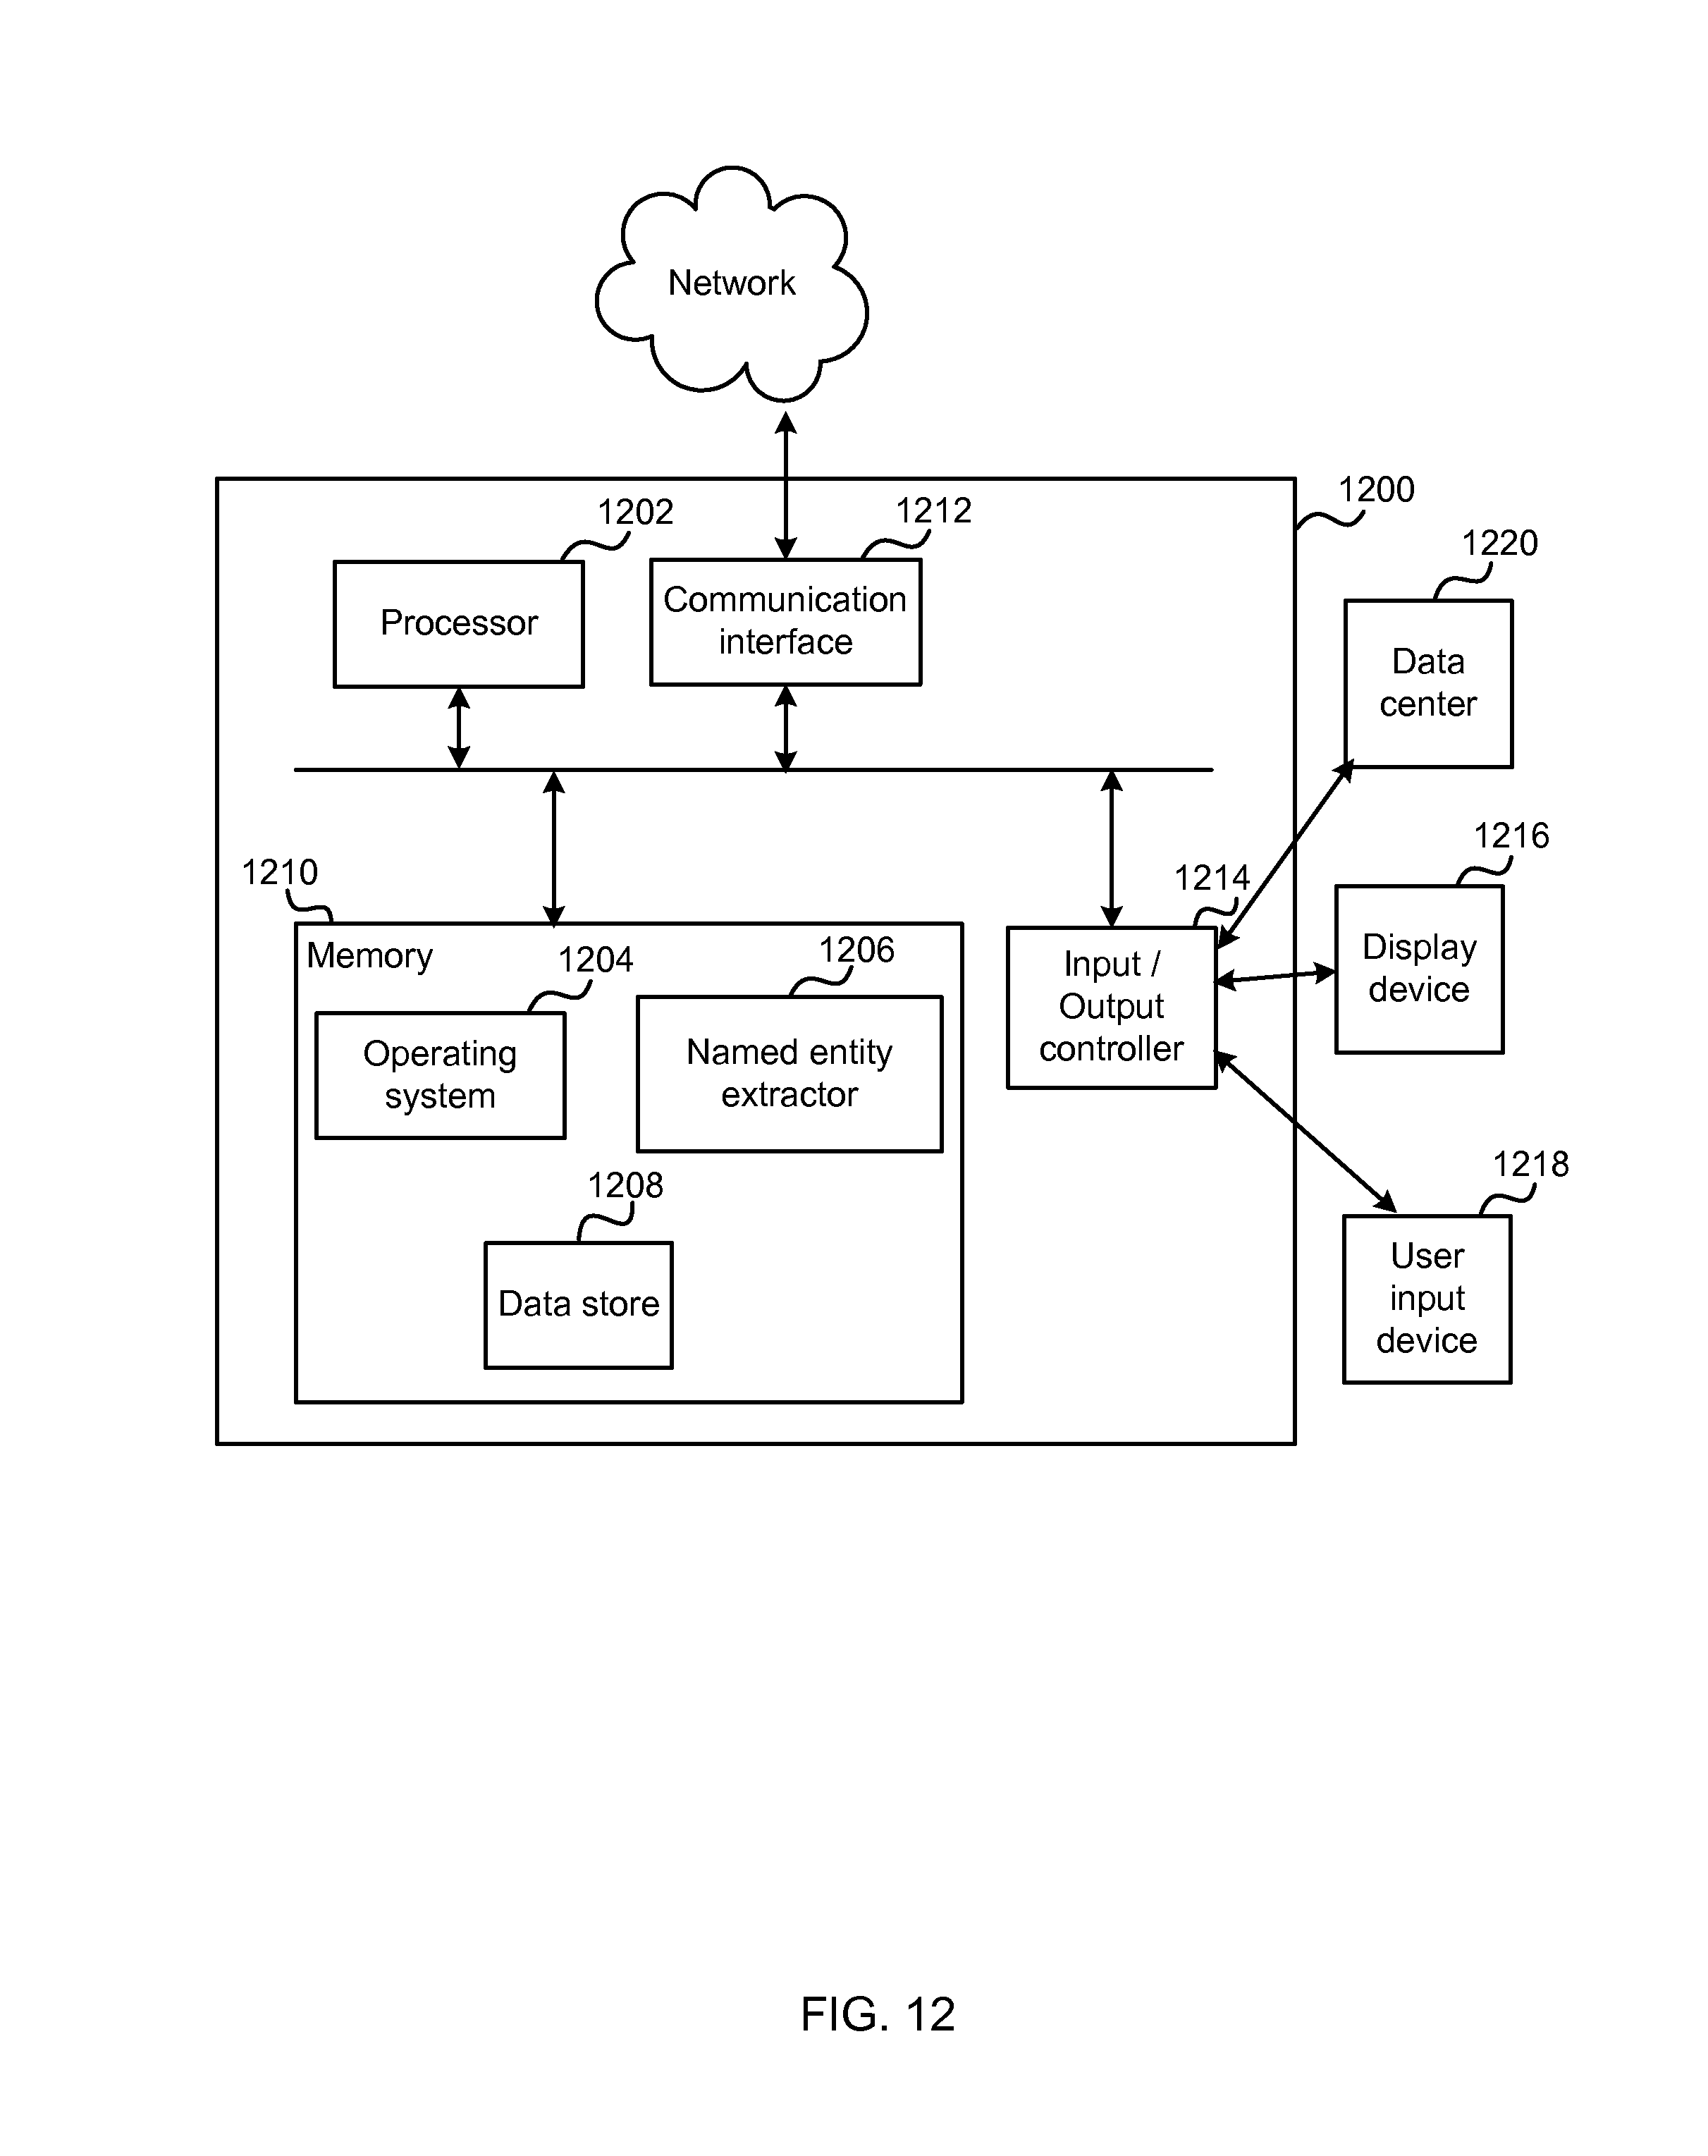 Network
1200
1202
1212
1220
Processor
Communication
interface
Data
center
1216
1210
1214
Memory
1204
1206
Input /
Output
controller
Display
device
Operating
system
Named entity
extractor
1208
1218
Data store
User
input
device
FIG. 12